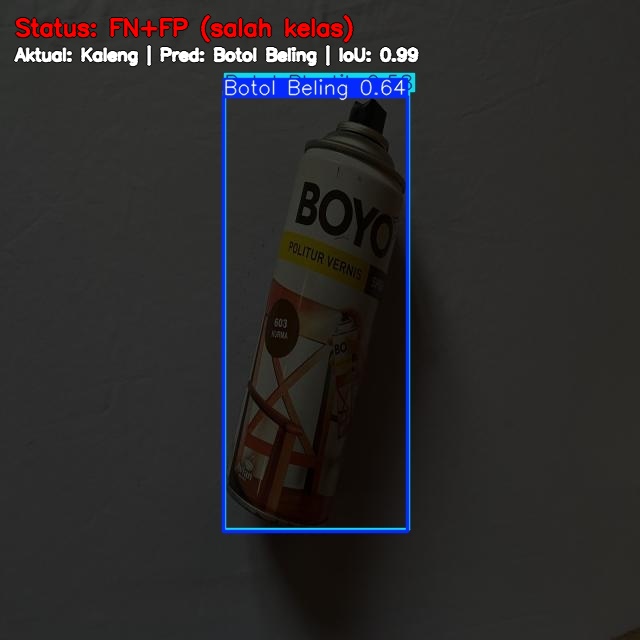 Status: FN+FP (salah kelas)
Aktual: Kaleng | Pred: Botol Beling | IoU: 0.99
Botol Beling 0.64
BOYO
POLITUR VERNIS
603
KURMA
BO